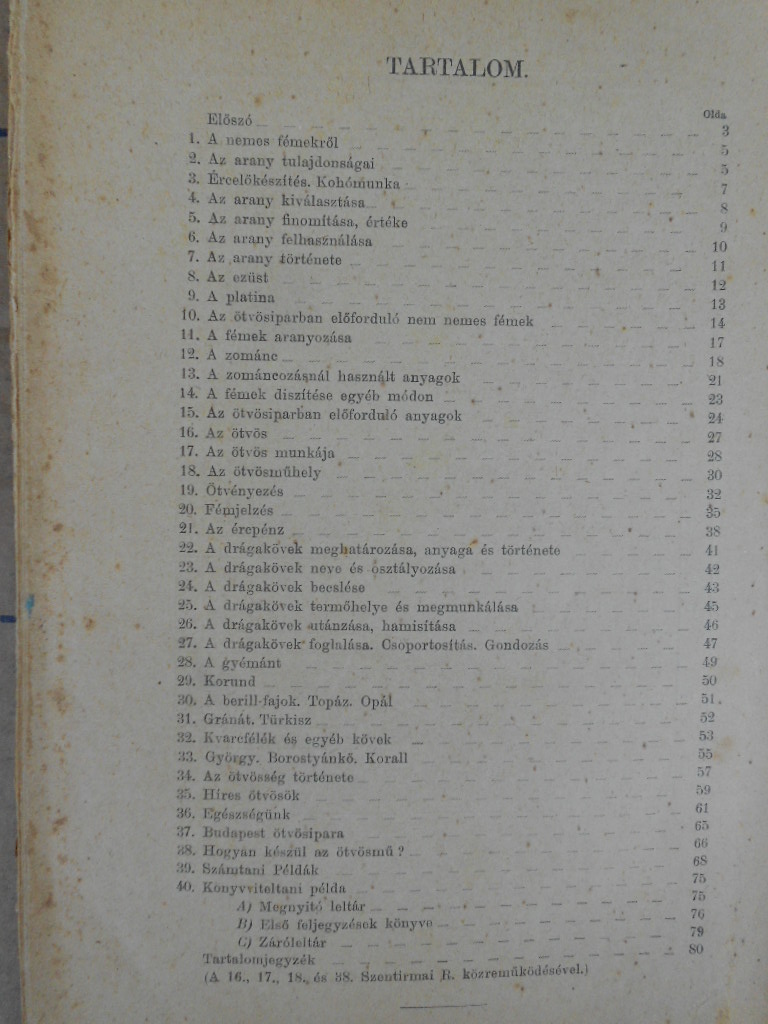 TARTALOM.
Olda
Előszó 3
1. A nemes fémekről 5
2. Az arany tulajdonságai 5
3. Ércelőkészítés. Kohómunka 7
4. Az arany kiválasztása 8
5. Az arany finomítása, értéke 9
6. Az arany felhasználása 10
7. Az arany története 11
8. Az ezüst 12
9. A platina 13
10. Az ötvösiparban előforduló nem nemes fémek 14
11. A fémek aranyozása 17
12. A zománc 18
13. A zománcozásnál használt anyagok 21
14. A fémek díszítése egyéb módon 23
15. Az ötvösiparban előforduló anyagok 24
16. Az ötvös 27
17. Az ötvös munkája 28
18. Az ötvösműhely 30
19. Ötvényezés 32
20. Fémjelzés 35
21. Az ércpénz 38
22. A drágakövek meghatározása, anyaga és története 41
23. A drágakövek neve és osztályozása 42
24. A drágakövek becslése 43
25. A drágakövek termőhelye és megmunkálása 45
26. A drágakövek utánzása, hamisítása 46
27. A drágakövek foglalása. Csoportosítás. Gondozás 47
28. A gyémánt 49
29. Korund 50
30. A berill-fajok. Topáz. Opál 51.
31. Gránát. Türkisz 52
32. Kvarcfélék és egyéb kövek 53
33. György. Borostyánkő. Korall 55
34. Az ötvösség története 57
35. Híres ötvösök 59
36. Egészségünk 61
37. Budapest ötvösipara 65
38. Hogyan készül az ötvösmű? 66
39. Számtani Példák 68
40. Könyvviteltani példa 75
A) Megnyitó leltár 75
B) Első feljegyzések könyve 76
C) Záróleltár 79
Tartalomjegyzék 80
(A 16., 17., 18., és 38. Szentirmai R. közreműködésével.)